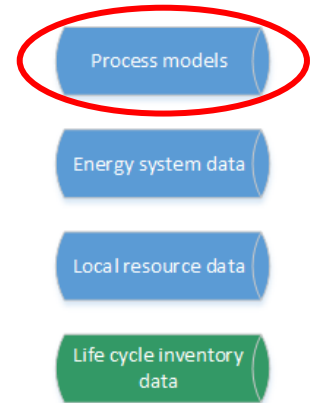 Process models
Energy system data
Local resource data
Life cycle inventory
data